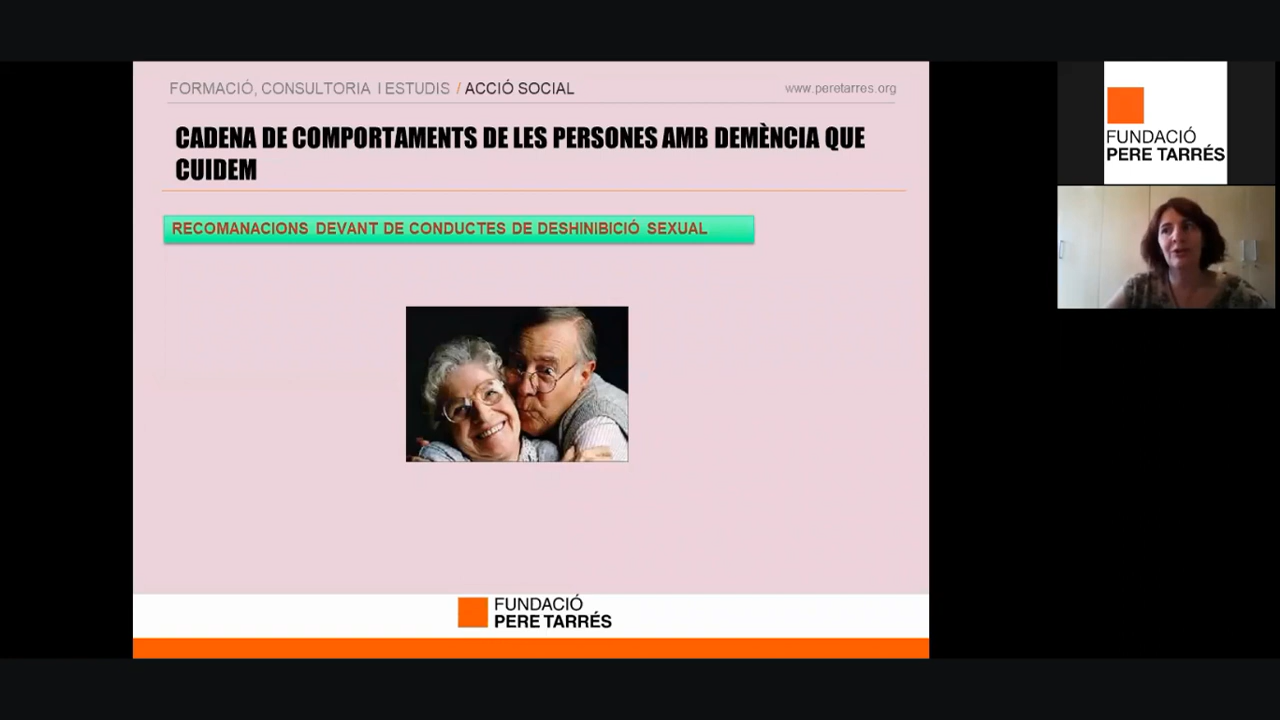 FORMACIÓ, CONSULTORIA I ESTUDIS / ACCIÓ SOCIAL
www.peretarres.org
CADENA DE COMPORTAMENTS DE LES PERSONES AMB DEMÈNCIA QUE
CUIDEM
RECOMANACIONS DEVANT DE CONDUCTES DE DESHINIBICIÓ SEXUAL
FUNDACIÓ
PERE TARRÉS
FUNDACIÓ
PERE TARRÉS